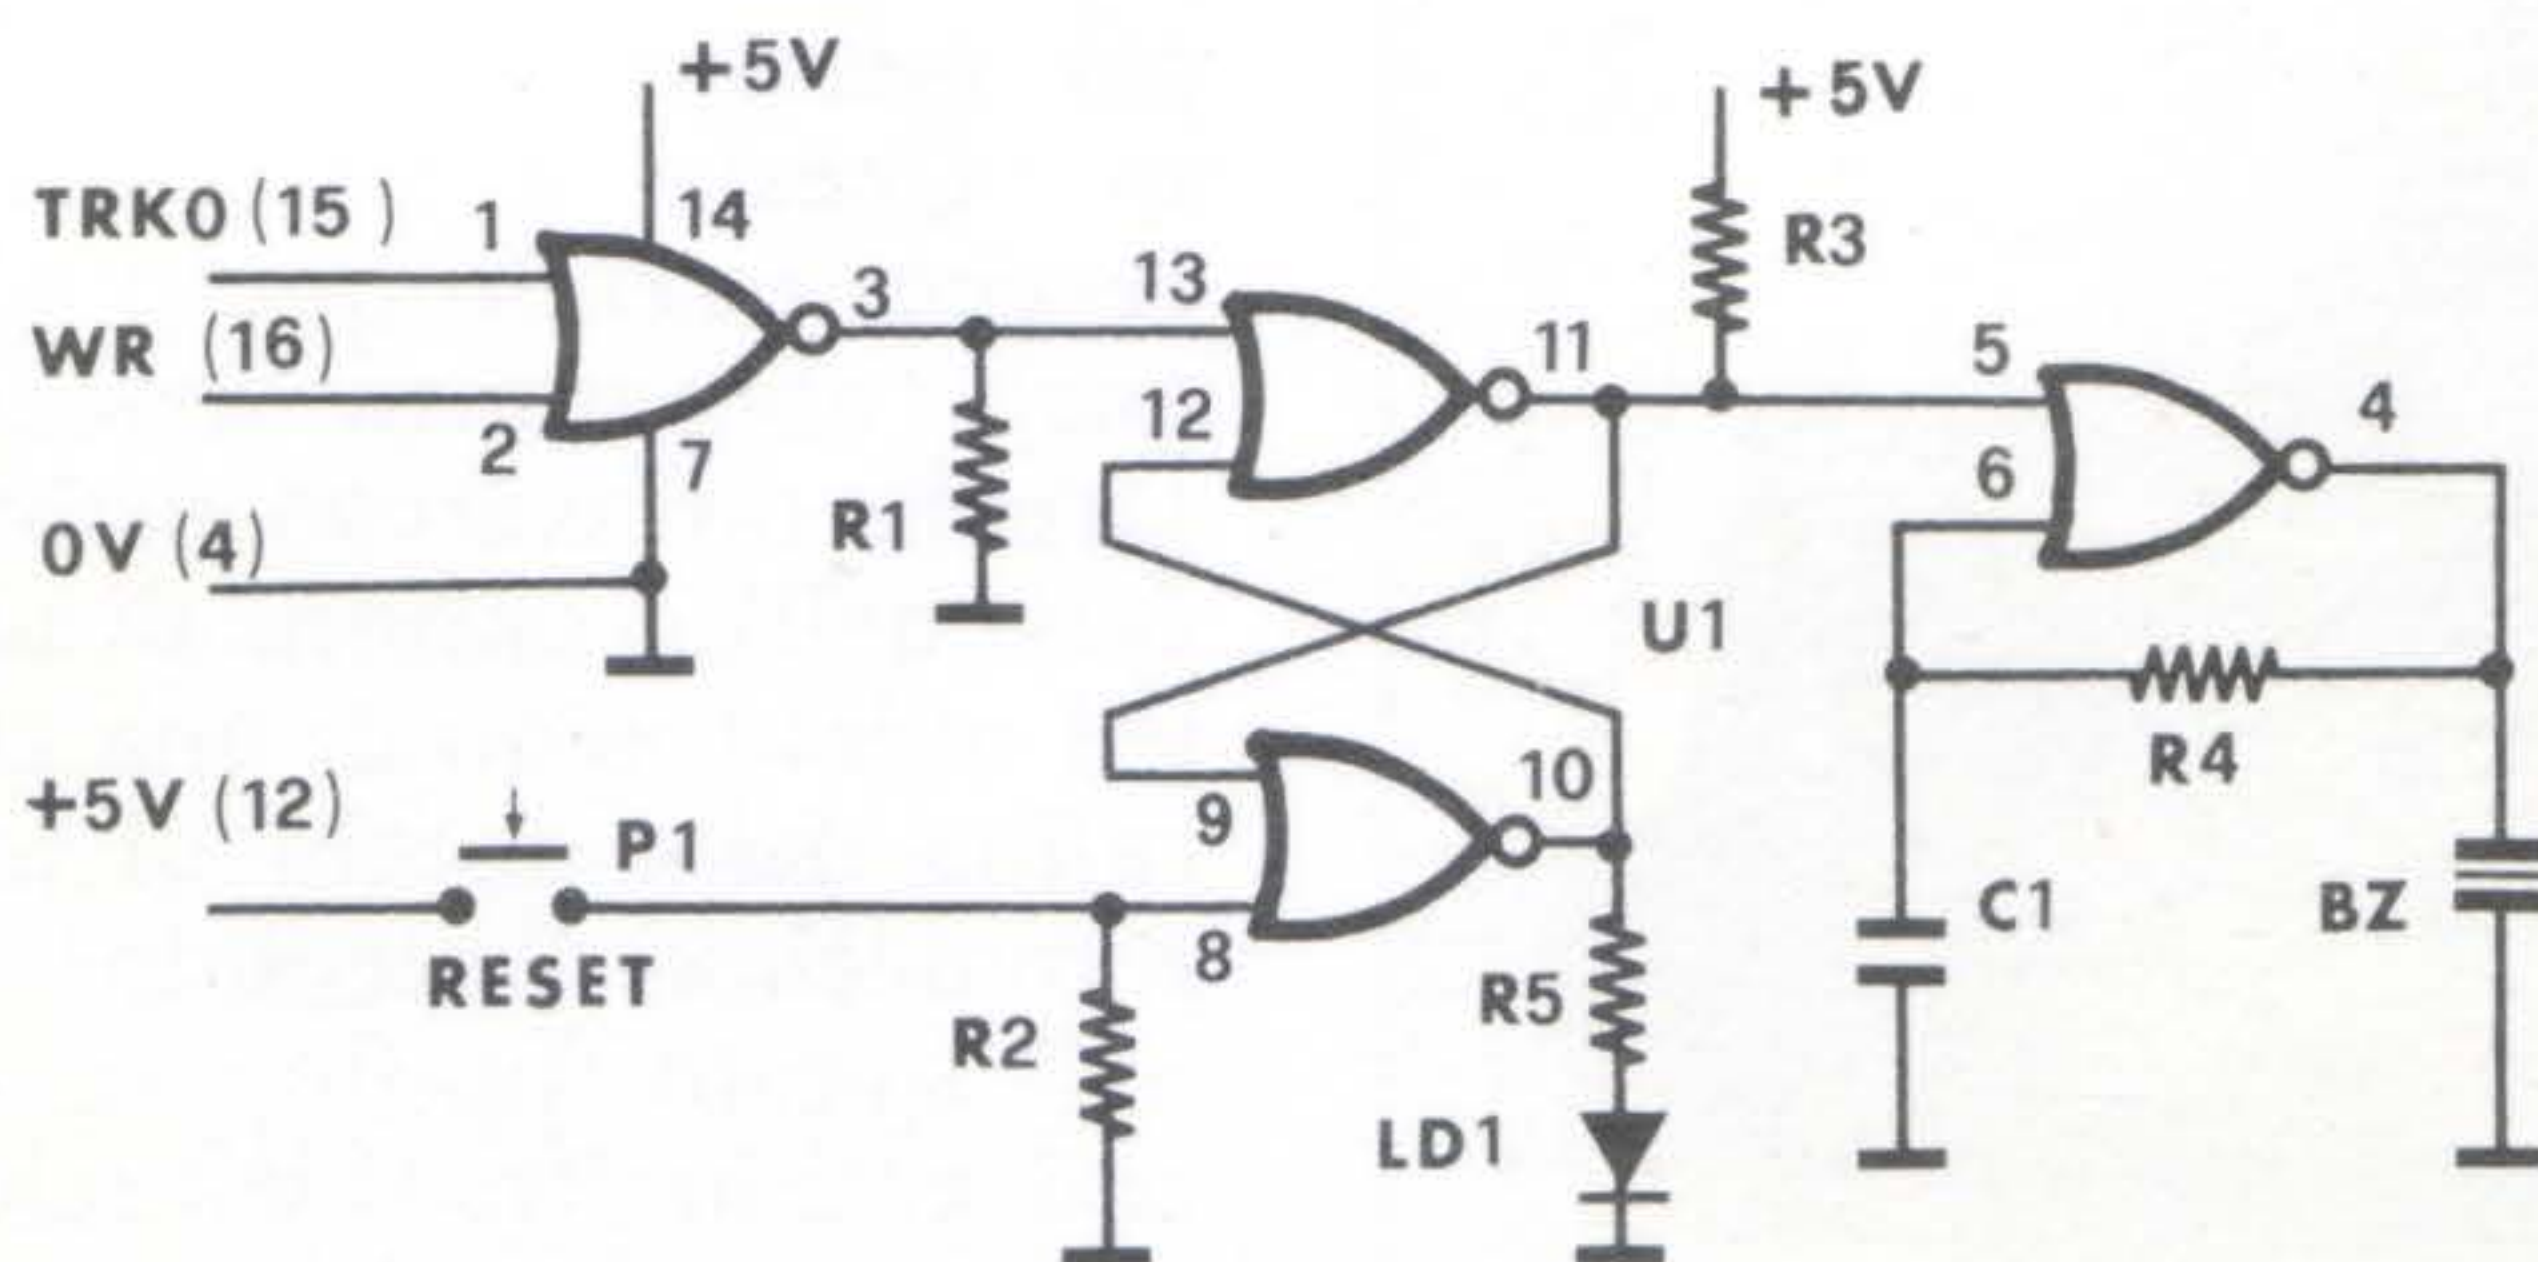 +5V
+5V
TRK0 (15 )
1
14
R3
3
13
WR (16)
11
5
12
4
2
7
6
R1
0V (4)
U1
10
R4
+5V (12)
P1
9
C1
BZ
RESET
8
R5
R2
LD1